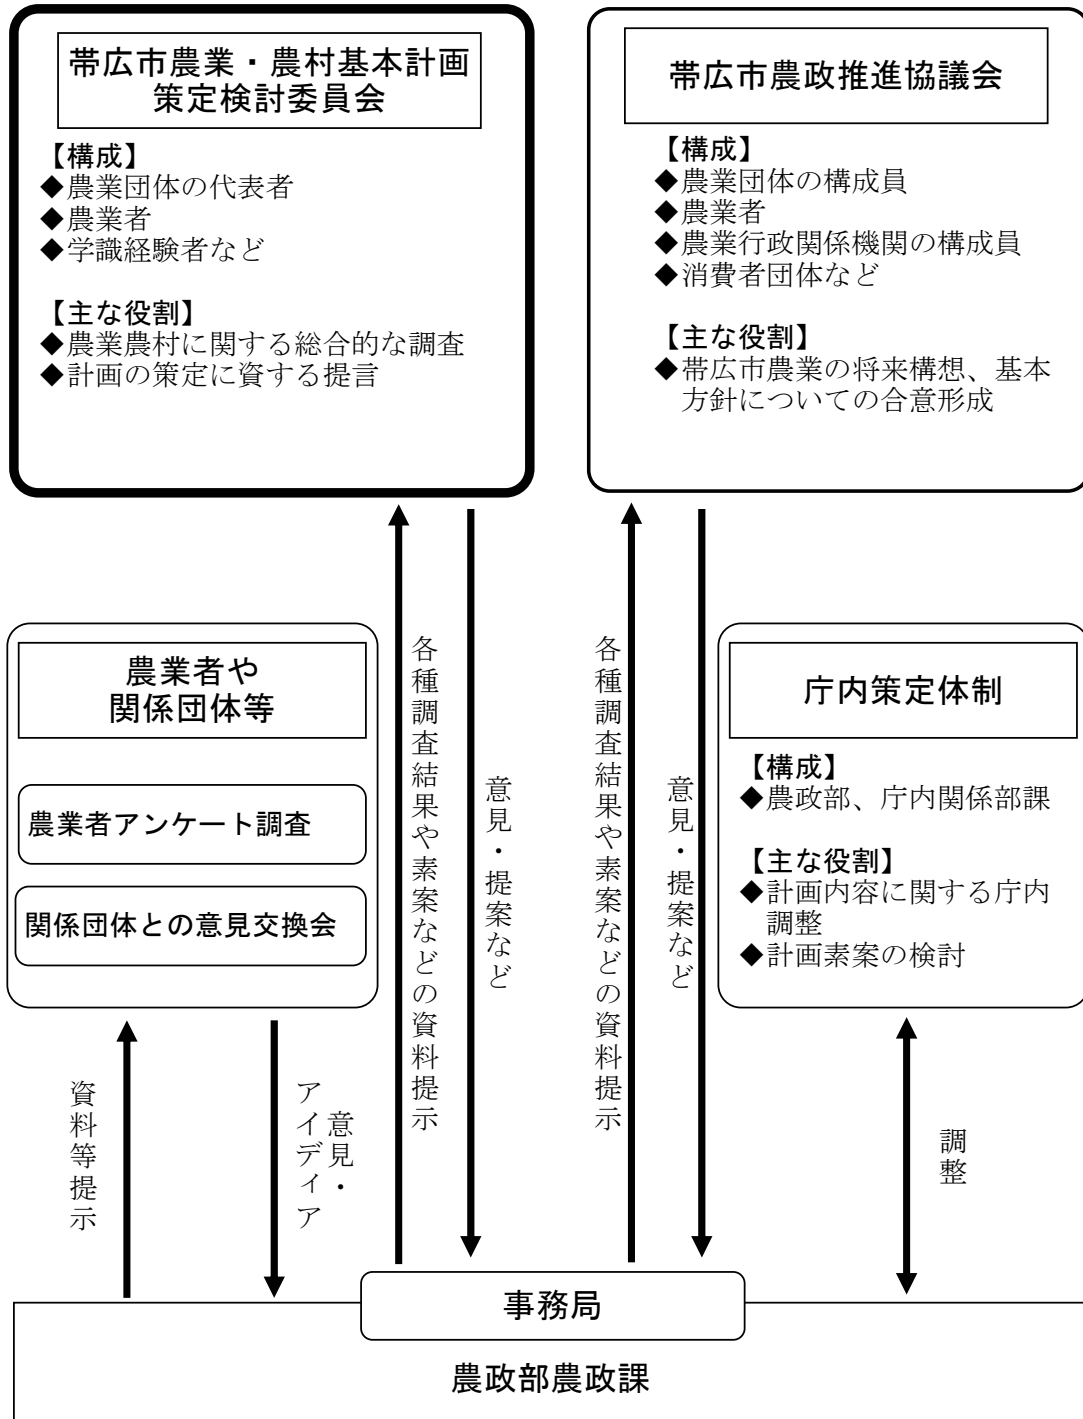 帯広市農業・農村基本計画
策定検討委員会
【構成】
◆農業団体の代表者
◆農業者
◆学識経験者など
【主な役割】
◆農業農村に関する総合的な調査
◆計画の策定に資する提言
帯広市農政推進協議会
【構成】
◆農業団体の構成員
◆農業者
◆農業行政関係機関の構成員
◆消費者団体など
【主な役割】
◆帯広市農業の将来構想、基本
方針についての合意形成
農業者や
関係団体等
農業者アンケート調査
関係団体との意見交換会
各種調査結果や素案などの資料提示
意見・提案など
各種調査結果や素案などの資料提示
意見・提案など
庁内策定体制
【構成】
◆農政部、庁内関係部課
【主な役割】
◆計画内容に関する庁内
調整
◆計画素案の検討
資料等提示
意見・
アイディア
調整
事務局
農政部農政課